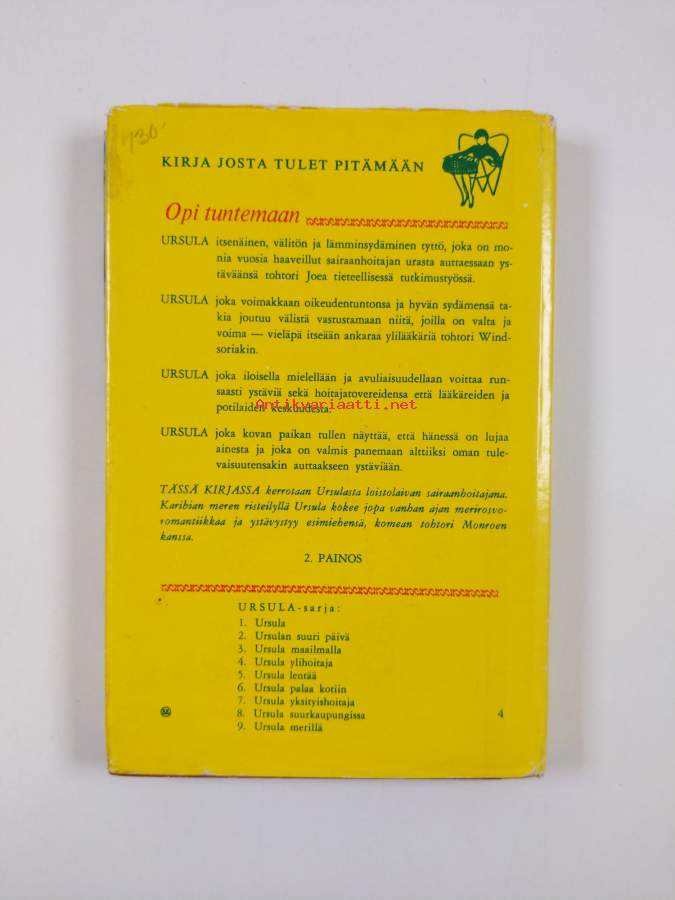 1730'
KIRJA JOSTA TULET PITÄMÄÄN
Opi tuntemaan
URSULA itsenäinen, välitön ja lämminsydäminen tyttö, joka on mo-
nia vuosia haaveillut sairaanhoitajan urasta auttaessaan ys-
täväänsä tohtori Joea tieteellisessä tutkimustyössä.
URSULA joka voimakkaan oikeudentuntonsa ja hyvän sydämensä ta-
kia joutuu välistä vastustamaan niitä, joilla on valta ja
voima — vieläpä itseään ankaraa ylilääkäriä tohtori Wind-
soriakin.
URSULA joka iloisella mielellään ja avuliaisuudellaan voittaa run-
saasti ystäviä sekä hoitajatovereidensa että lääkäreiden ja
Antikvariaatti.net
potilaiden keskuudesta.
URSULA joka kovan paikan tullen näyttää, että hänessä on lujaa
ainesta ja joka on valmis panemaan alttiiksi oman tule-
vaisuutensakin auttaakseen ystäviään.
TÄSSÄ KIRJASSA kerrotaan Ursulasta loistolaivan sairaanhoitajana.
Karibian meren risteilyllä Ursula kokee jopa vanhan ajan merirosvo-
romantiikkaa ja ystävystyy esimiehensä, komean tohtori Monroen
kanssa.
2. PAINOS
URSULA-sarja:
1. Ursula
2. Ursulan suuri päivä
3. Ursula maailmalla
4. Ursula ylihoitaja
5. Ursula lentää
6. Ursula palaa kotiin
7. Ursula yksityishoitaja
8. Ursula suurkaupungissa
9. Ursula merillä
4